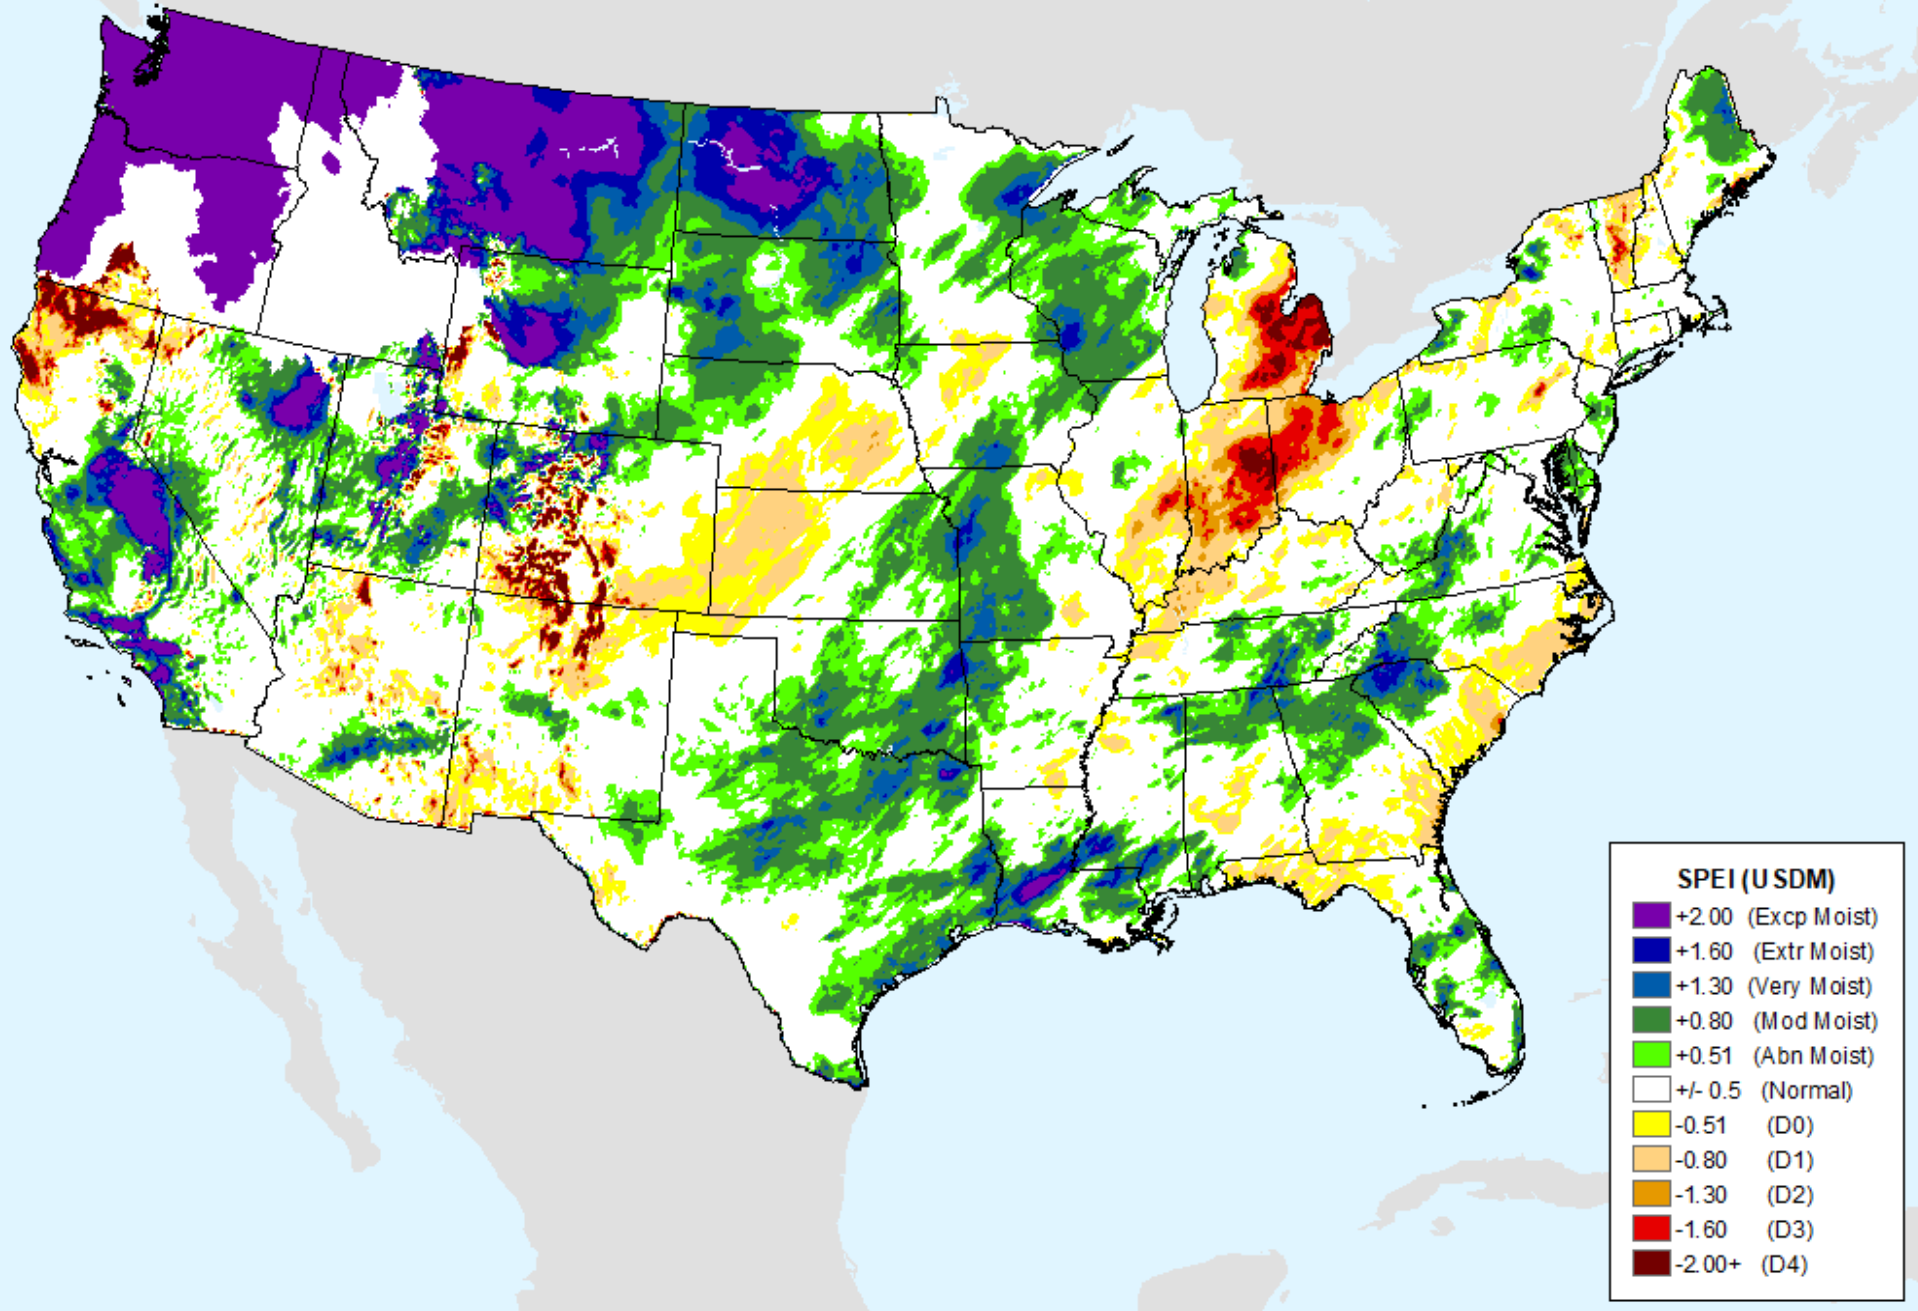 SPEI (USDM)
+2.00 (Excp Moist)
+1.60 (Extr Moist)
+1.30 (Very Moist)
+0.80 (Mod Moist)
+0.51 (Abn Moist)
+/- 0.5 (Normal)
-0.51 (D0)
-0.80 (D1)
-1.30 (D2)
-1.60 (D3)
-2.00+ (D4)